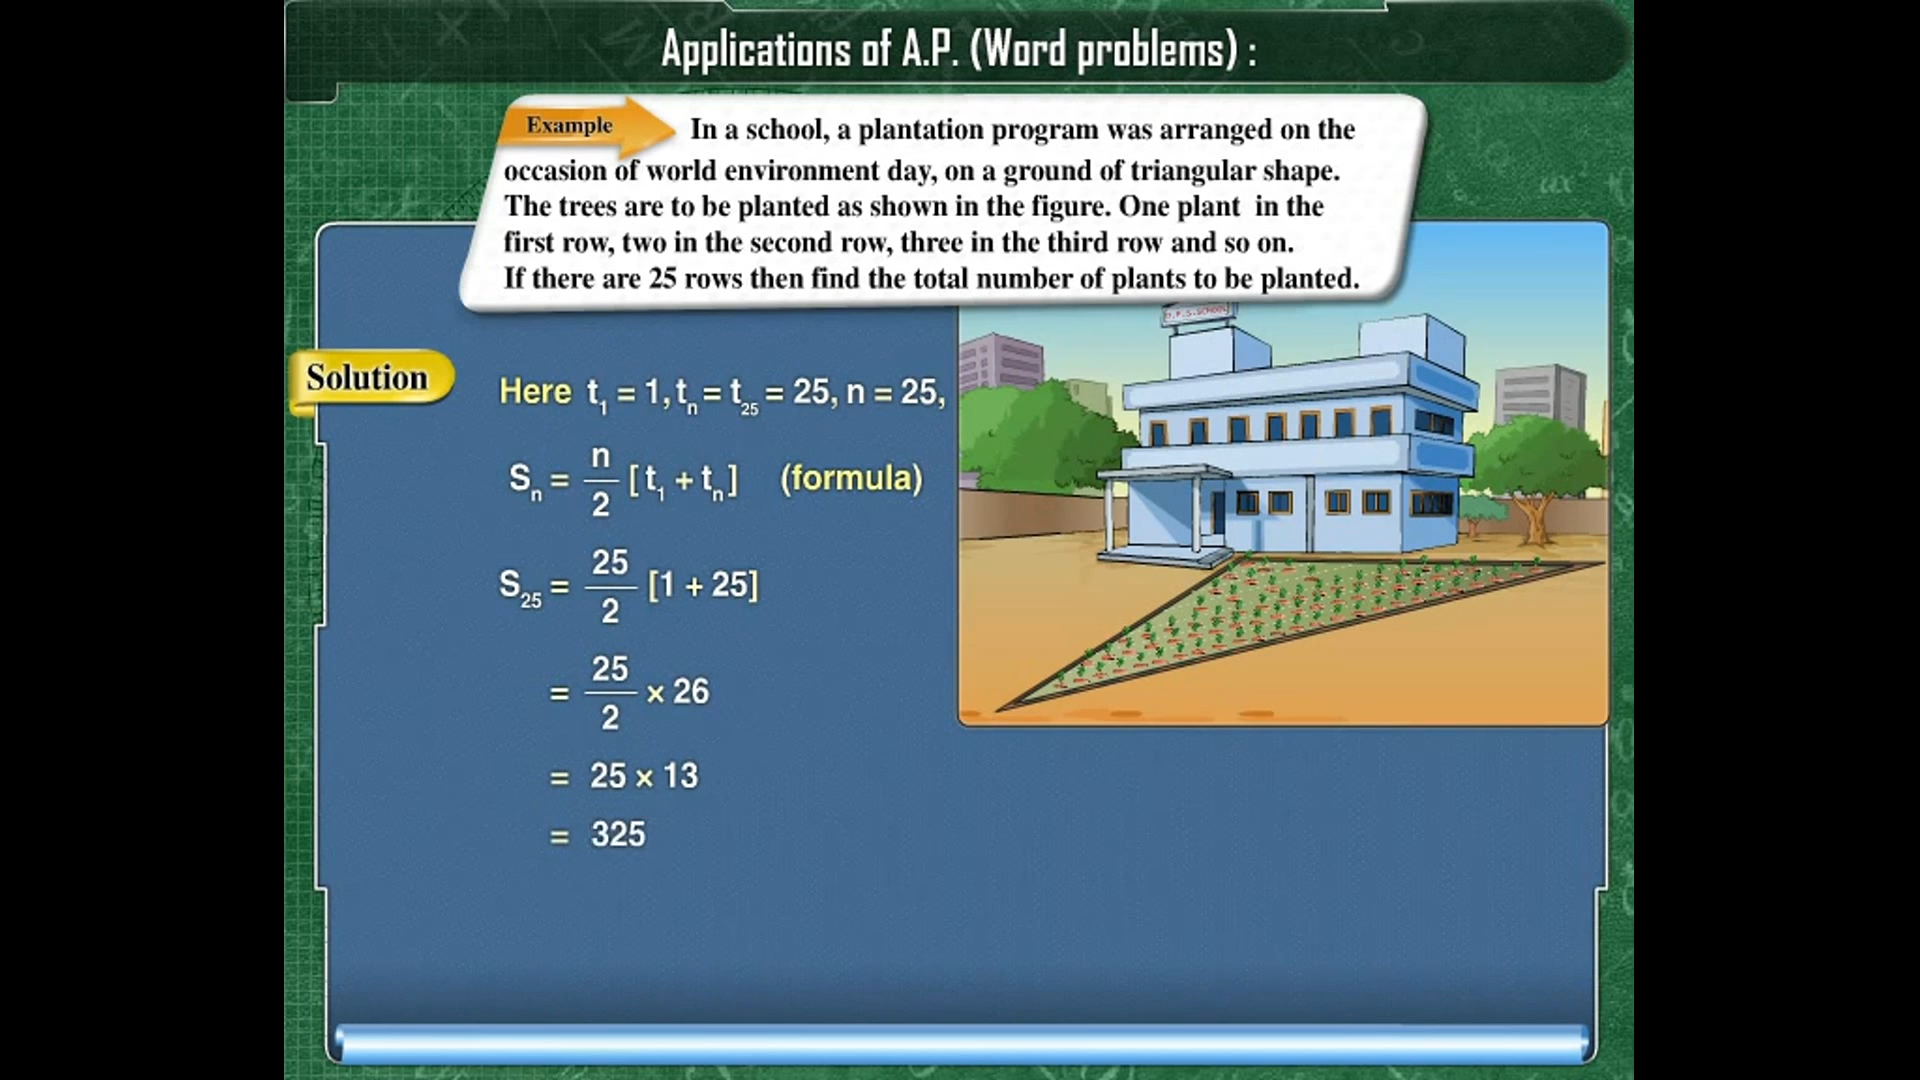 Applications of A.P. (Word problems) :
Example In a school, a plantation program was arranged on the
occasion of world environment day, on a ground of triangular shape.
The trees are to be planted as shown in the figure. One plant in the
first row, two in the second row, three in the third row and so on.
If there are 25 rows then find the total number of plants to be planted.
Solution
Here t₁ = 1, tₙ = t₂₅ = 25, n = 25,
Sₙ = n/2 [ t₁ + tₙ ] (formula)
S₂₅ = 25/2 [1 + 25]
= 25/2 × 26
= 25 × 13
= 325